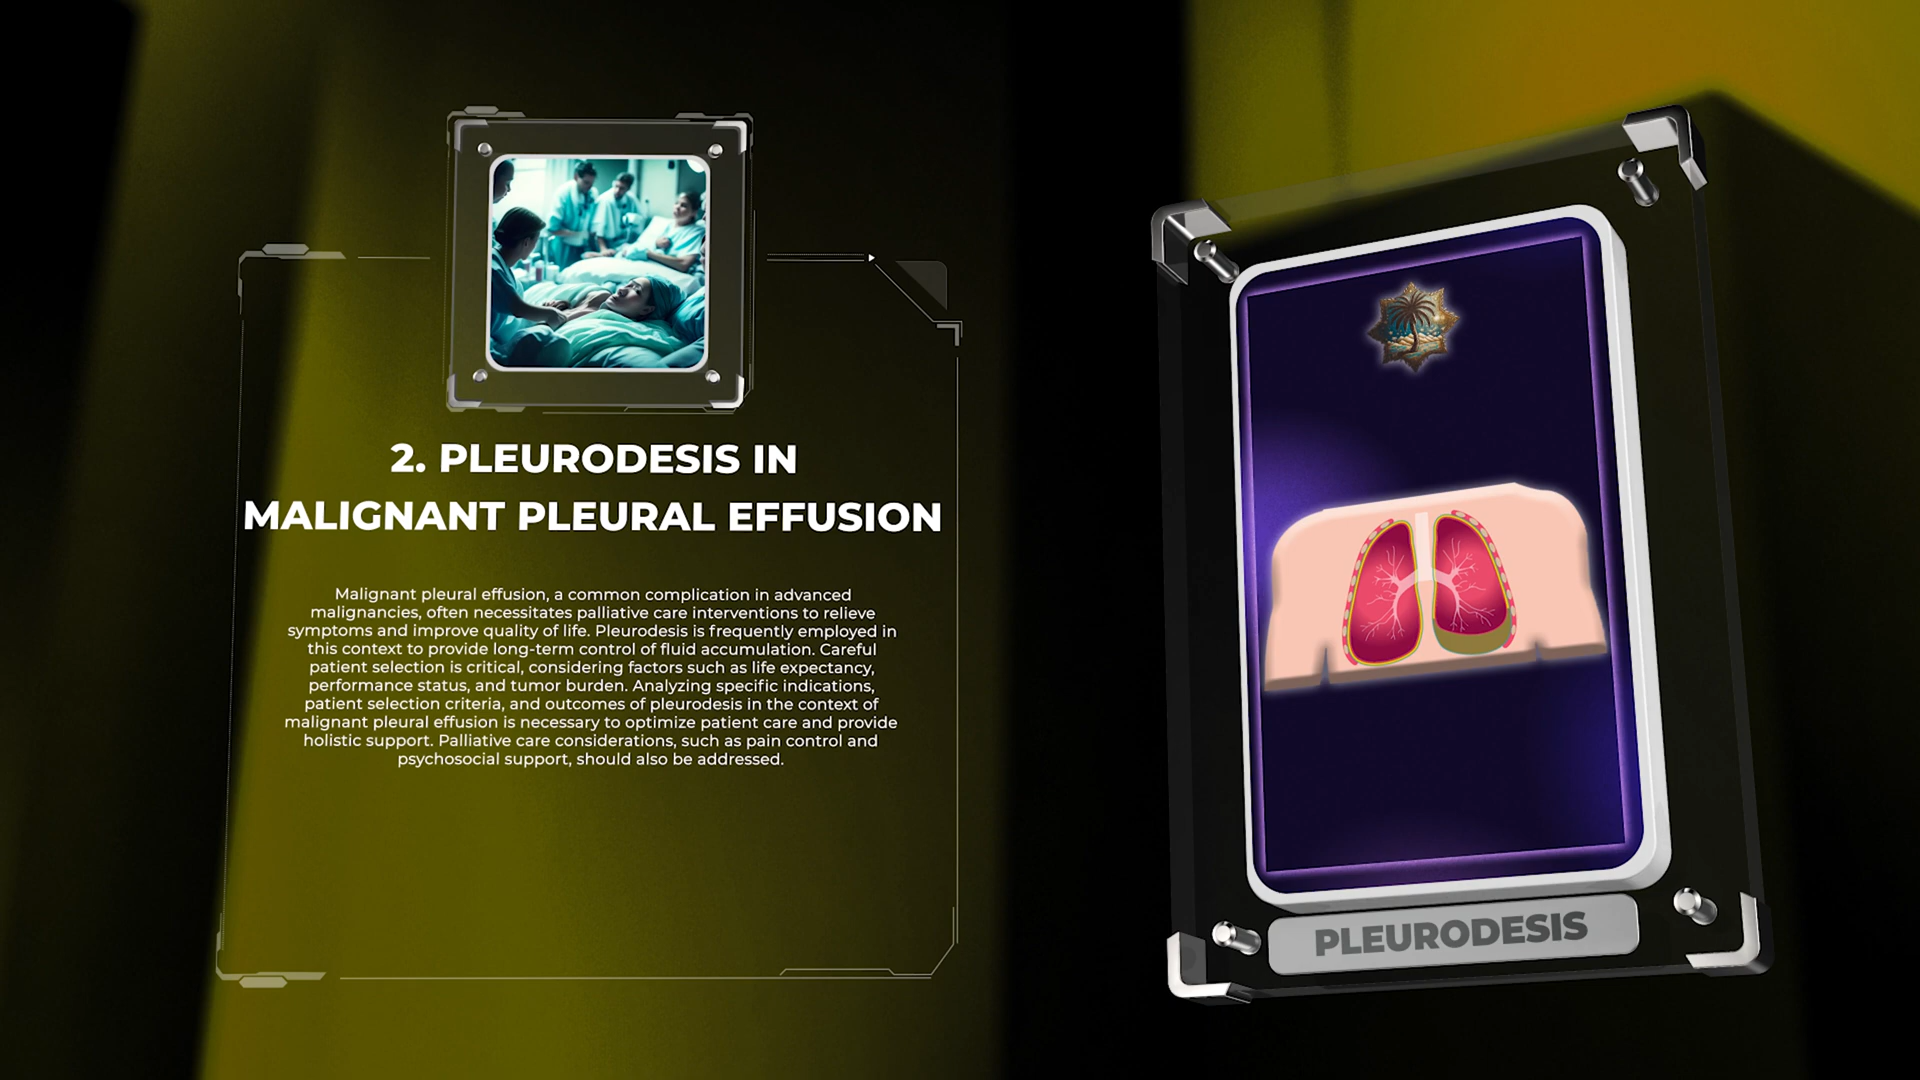 2. PLEURODESIS IN
MALIGNANT PLEURAL EFFUSION
Malignant pleural effusion, a common complication in advanced
malignancies, often necessitates palliative care interventions to relieve
symptoms and improve quality of life. Pleurodesis is frequently employed in
this context to provide long-term control of fluid accumulation. Careful
patient selection is critical, considering factors such as life expectancy,
performance status, and tumor burden. Analyzing specific indications,
patient selection criteria, and outcomes of pleurodesis in the context of
malignant pleural effusion is necessary to optimize patient care and provide
holistic support. Palliative care considerations, such as pain control and
psychosocial support, should also be addressed.
PLEURODESIS